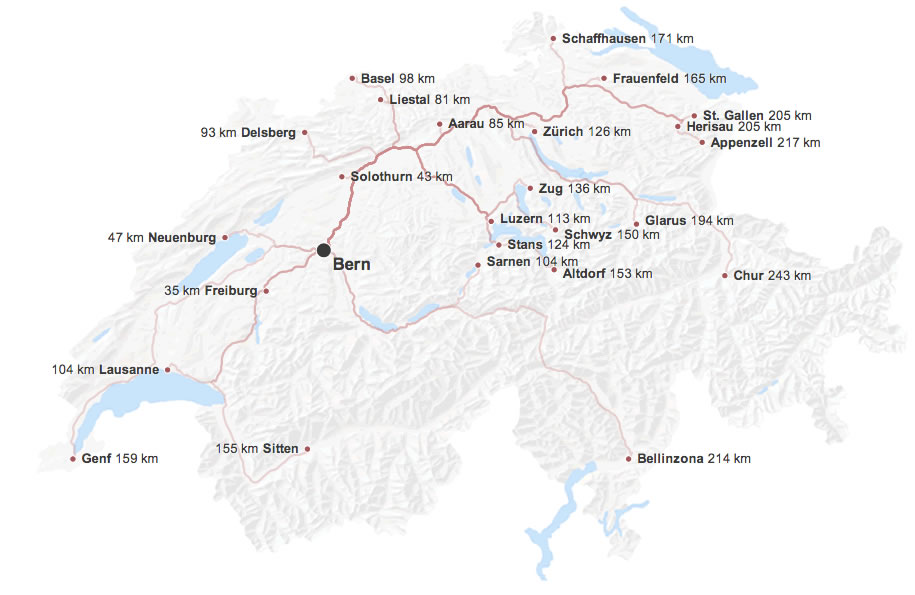 Schaffhausen 171 km
Basel 98 km
Frauenfeld 165 km
Liestal 81 km
St. Gallen 205 km
Aarau 85 km
Herisau 205 km
93 km Delsberg
Zürich 126 km
Appenzell 217 km
Solothurn 43 km
Zug 136 km
Luzern 113 km
Glarus 194 km
Schwyz 150 km
47 km Neuenburg
Stans 124 km
Bern
Sarnen 104 km
Altdorf 153 km
Chur 243 km
35 km Freiburg
104 km Lausanne
155 km Sitten
Genf 159 km
Bellinzona 214 km